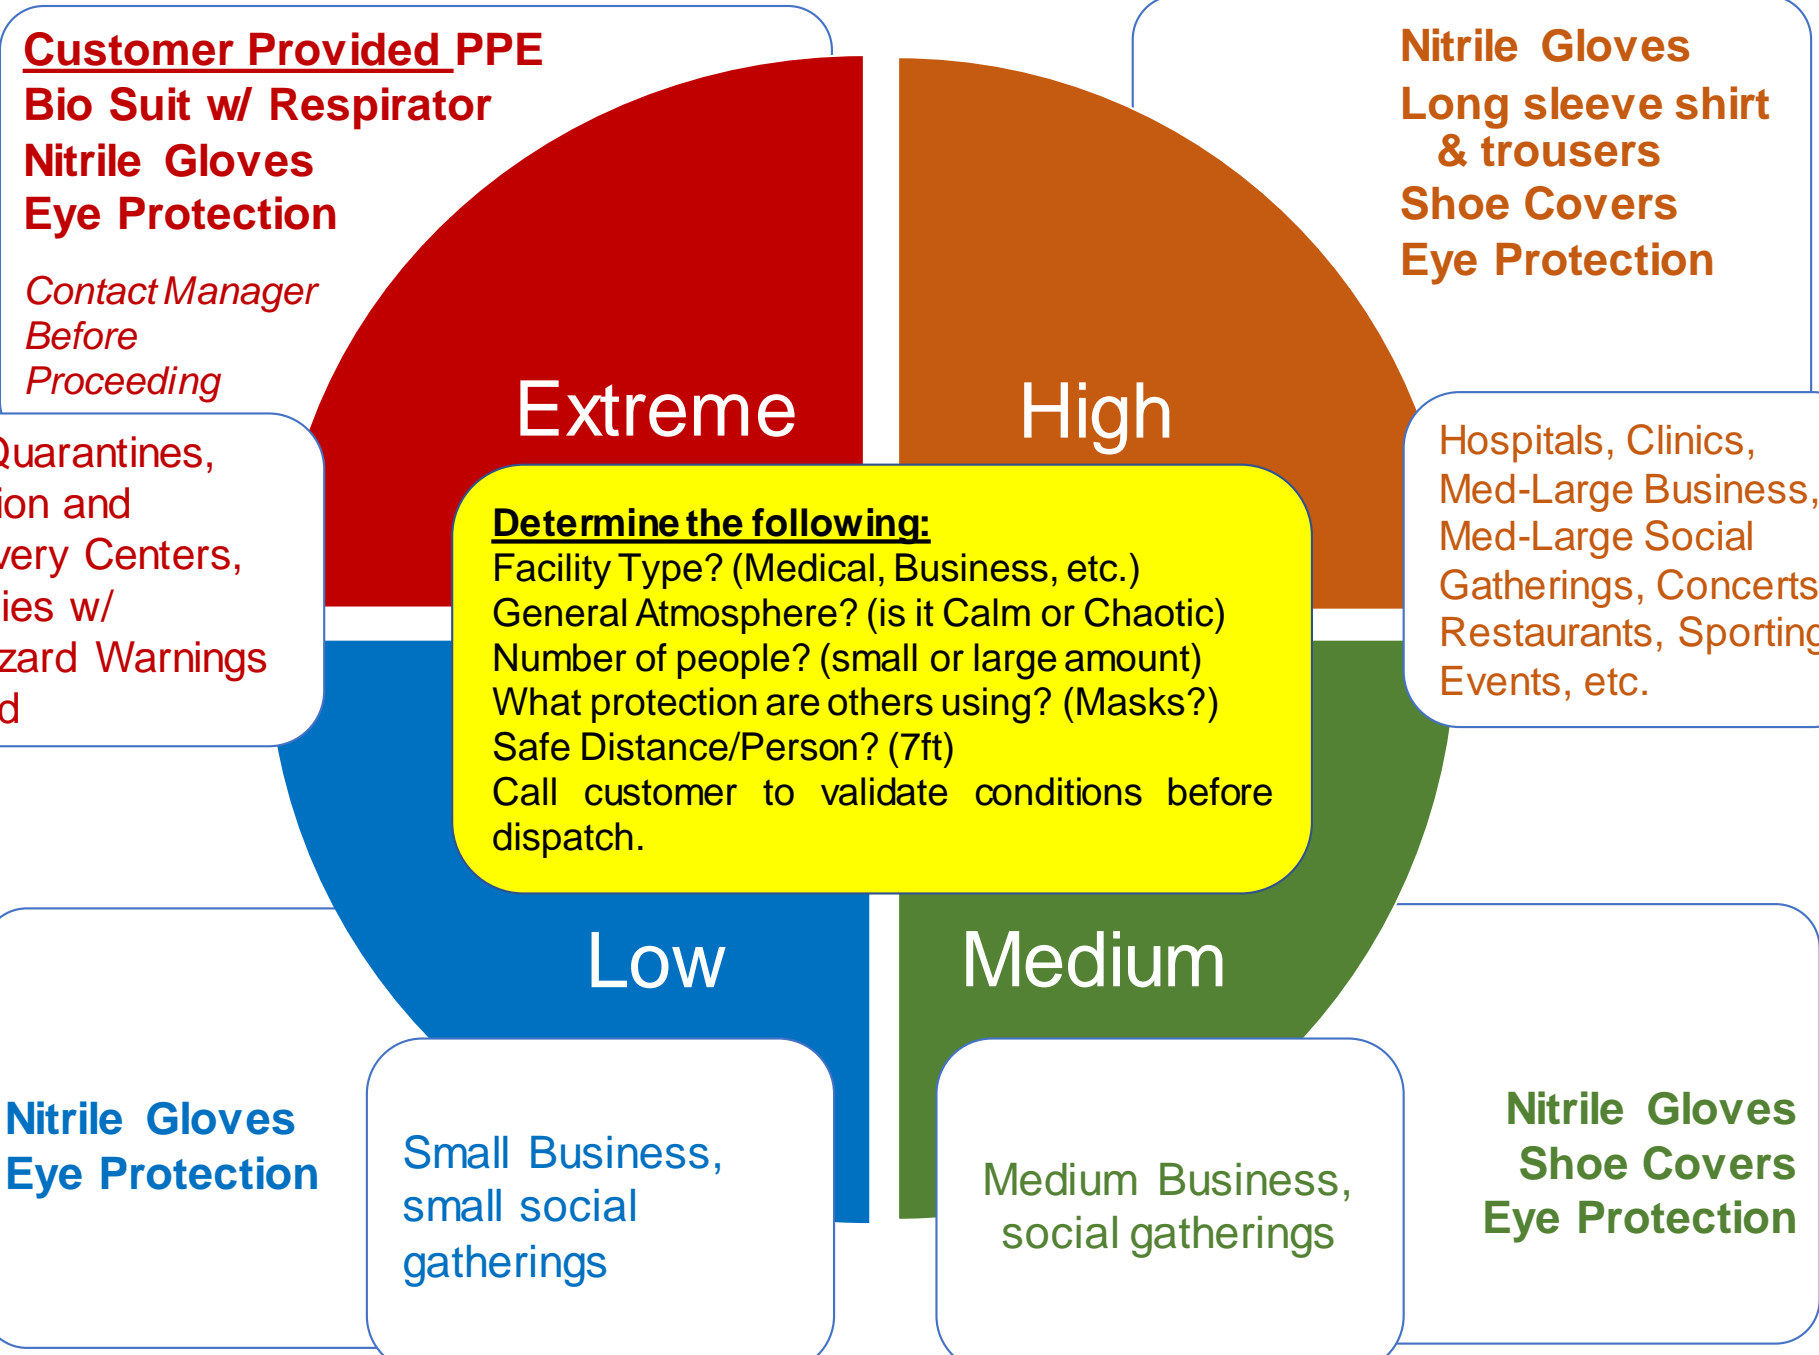 Customer Provided PPE
Bio Suit w/ Respirator
Nitrile Gloves
Eye Protection
Contact Manager
Before
Proceeding
Quarantines,
and
Centers,
w/
Warnings
Extreme
High
Nitrile Gloves
Long sleeve shirt
& trousers
Shoe Covers
Eye Protection
Hospitals, Clinics,
Med-Large Business,
Med-Large Social
Gatherings, Concerts
Restaurants, Sporting
Events, etc.
Determine the following:
Facility Type? (Medical, Business, etc.)
General Atmosphere? (is it Calm or Chaotic)
Number of people? (small or large amount)
What protection are others using? (Masks?)
Safe Distance/Person? (7ft)
Call customer to validate conditions before
dispatch.
Low
Medium
Nitrile Gloves
Eye Protection
Small Business,
small social
gatherings
Medium Business,
social gatherings
Nitrile Gloves
Shoe Covers
Eye Protection